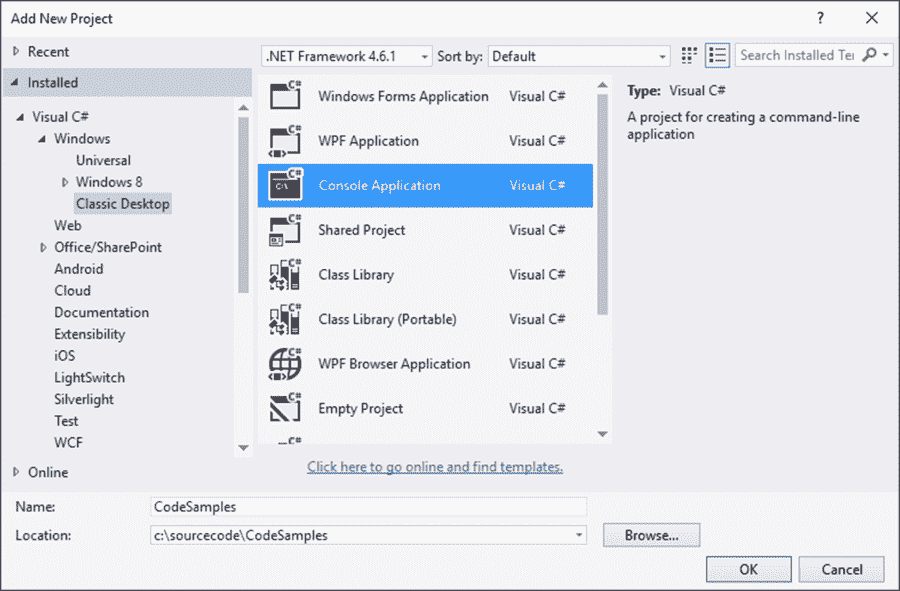 Add New Project
?
Recent
.NET Framework 4.6.1
Sort by:
Default
Search Installed Te
Installed
Visual C#
Windows
Universal
Windows 8
Classic Desktop
Web
Office/SharePoint
Android
Cloud
Documentation
Extensibility
iOS
LightSwitch
Silverlight
Test
WCF
Online
C# Windows Forms Application Visual C#
C# WPF Application Visual C#
C# C:\ Console Application Visual C#
C# Shared Project Visual C#
C# Class Library Visual C#
C# Class Library (Portable) Visual C#
C# WPF Browser Application Visual C#
C# Empty Project Visual C#
C#
Click here to go online and find templates.
Type: Visual C#
A project for creating a command-line
application
Name: CodeSamples
Location: c:\sourcecode\CodeSamples
Browse...
OK
Cancel